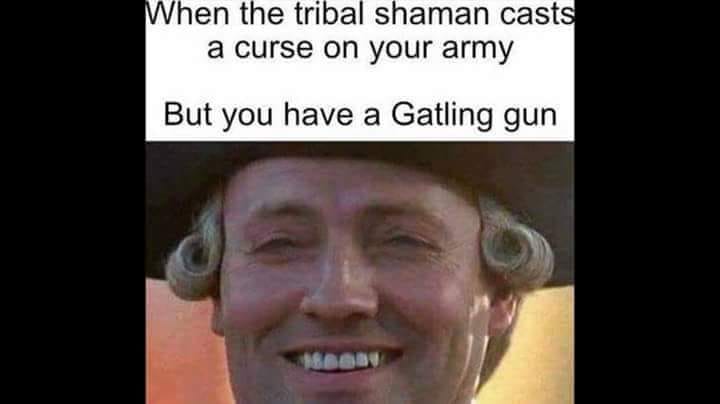 When the tribal shaman casts
a curse on your army
But you have a Gatling gun